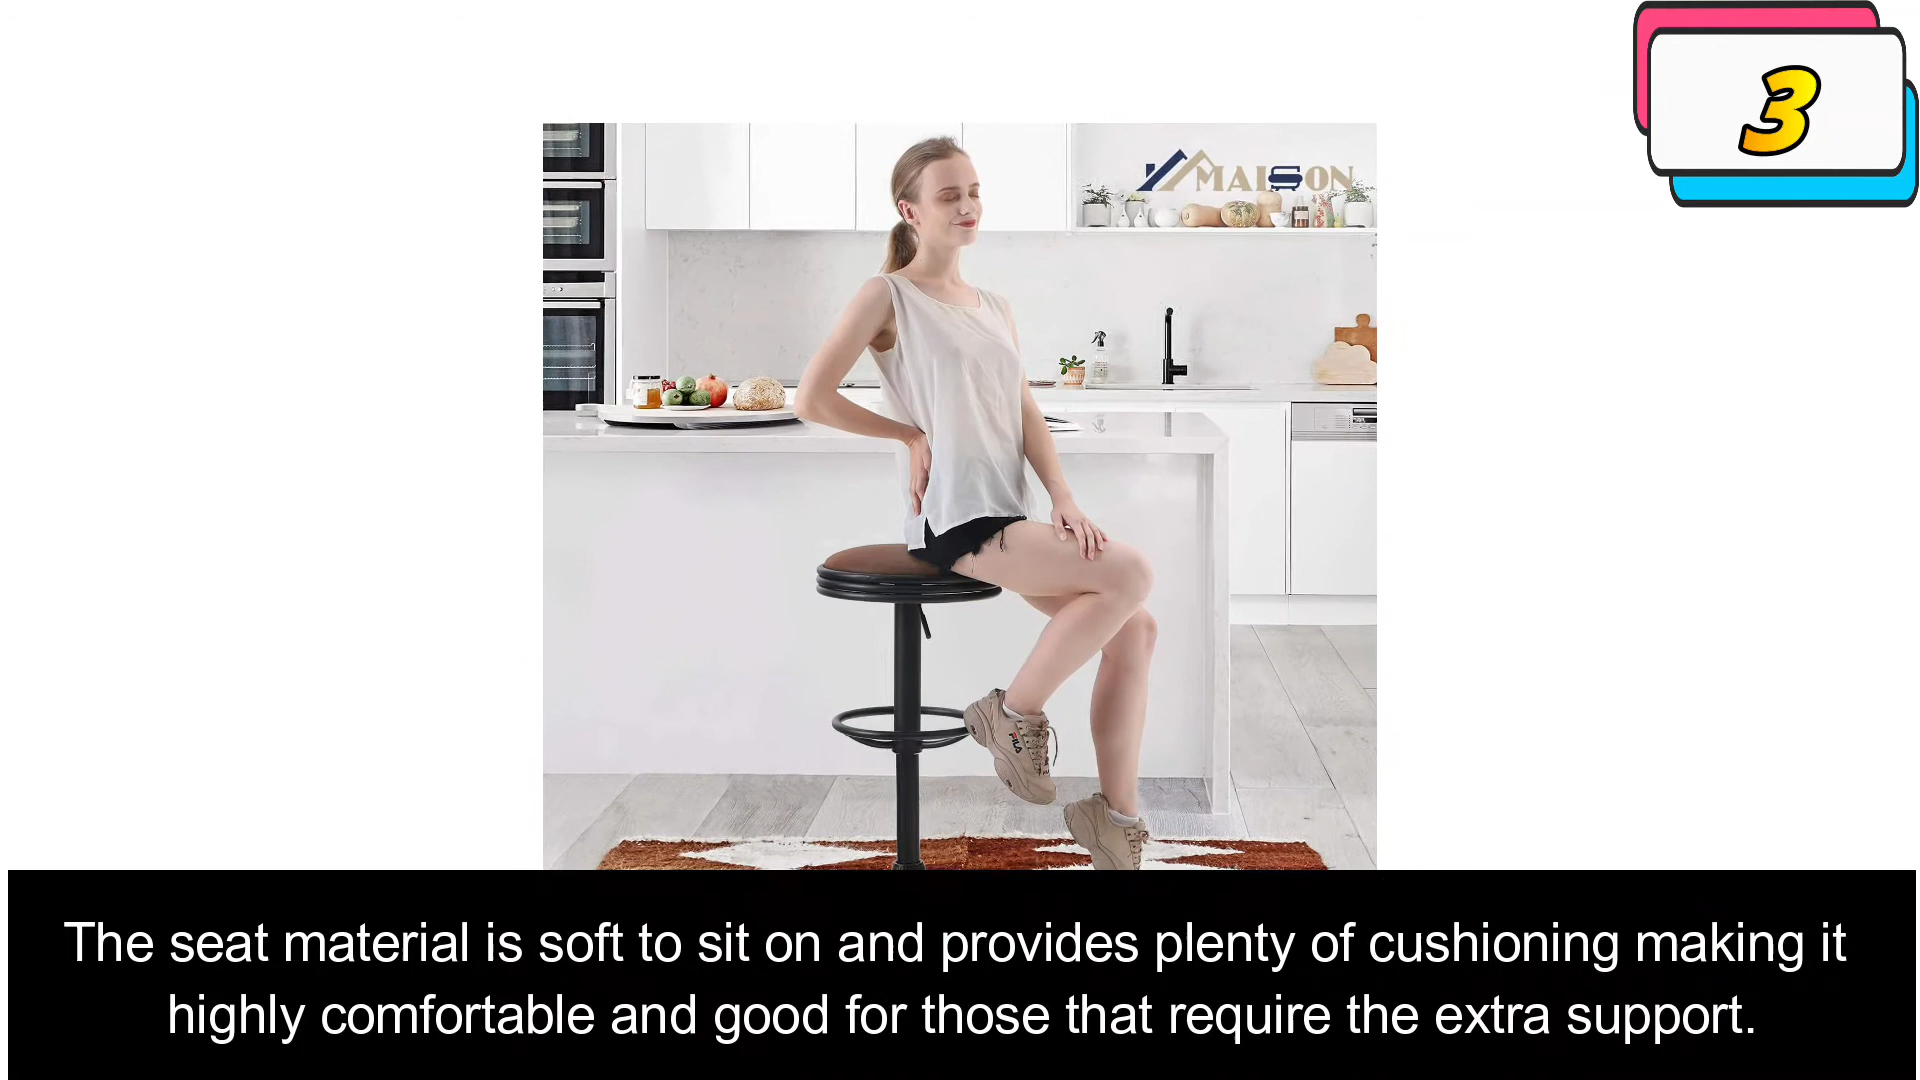 3
MAISON
FILA
The seat material is soft to sit on and provides plenty of cushioning making it
highly comfortable and good for those that require the extra support.